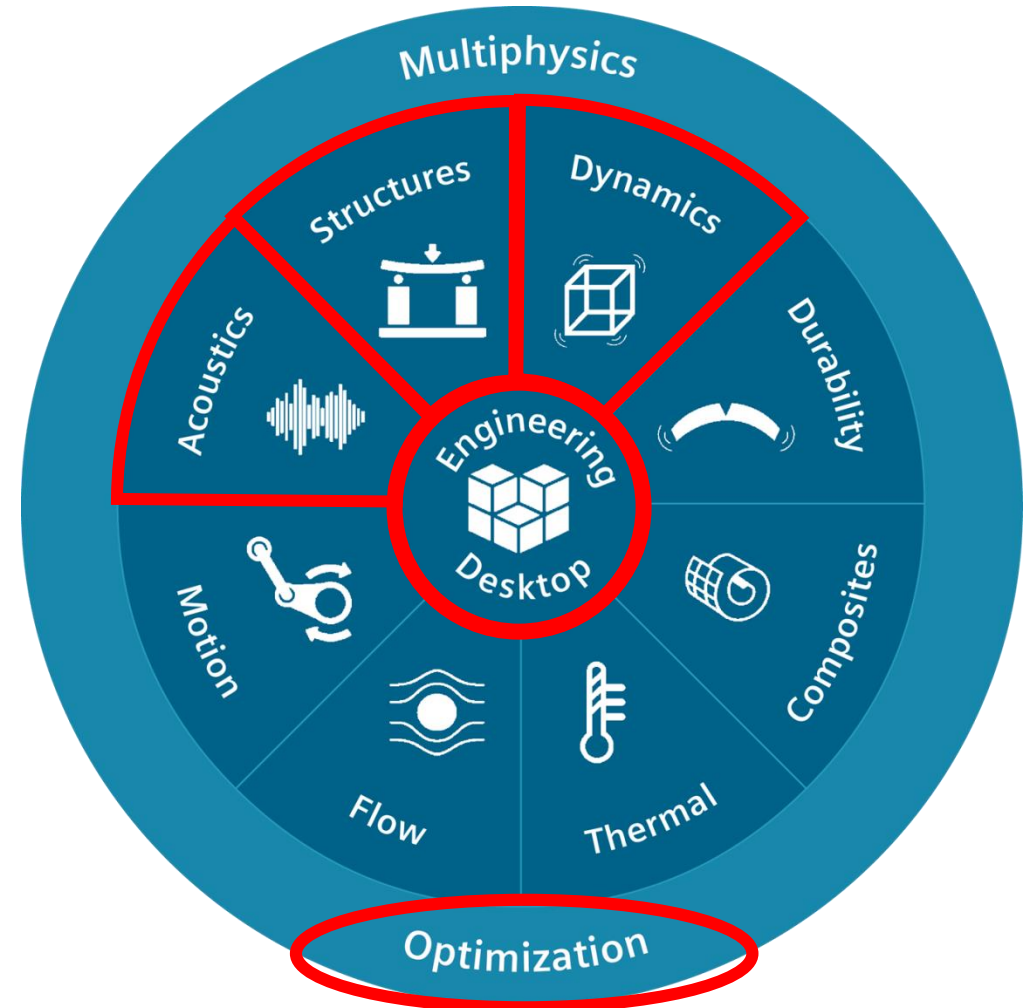 Multiphysics
Structures
Dynamics
Acoustics
Durability
Engineering
Desktop
Motion
Composites
Flow
Thermal
Optimization